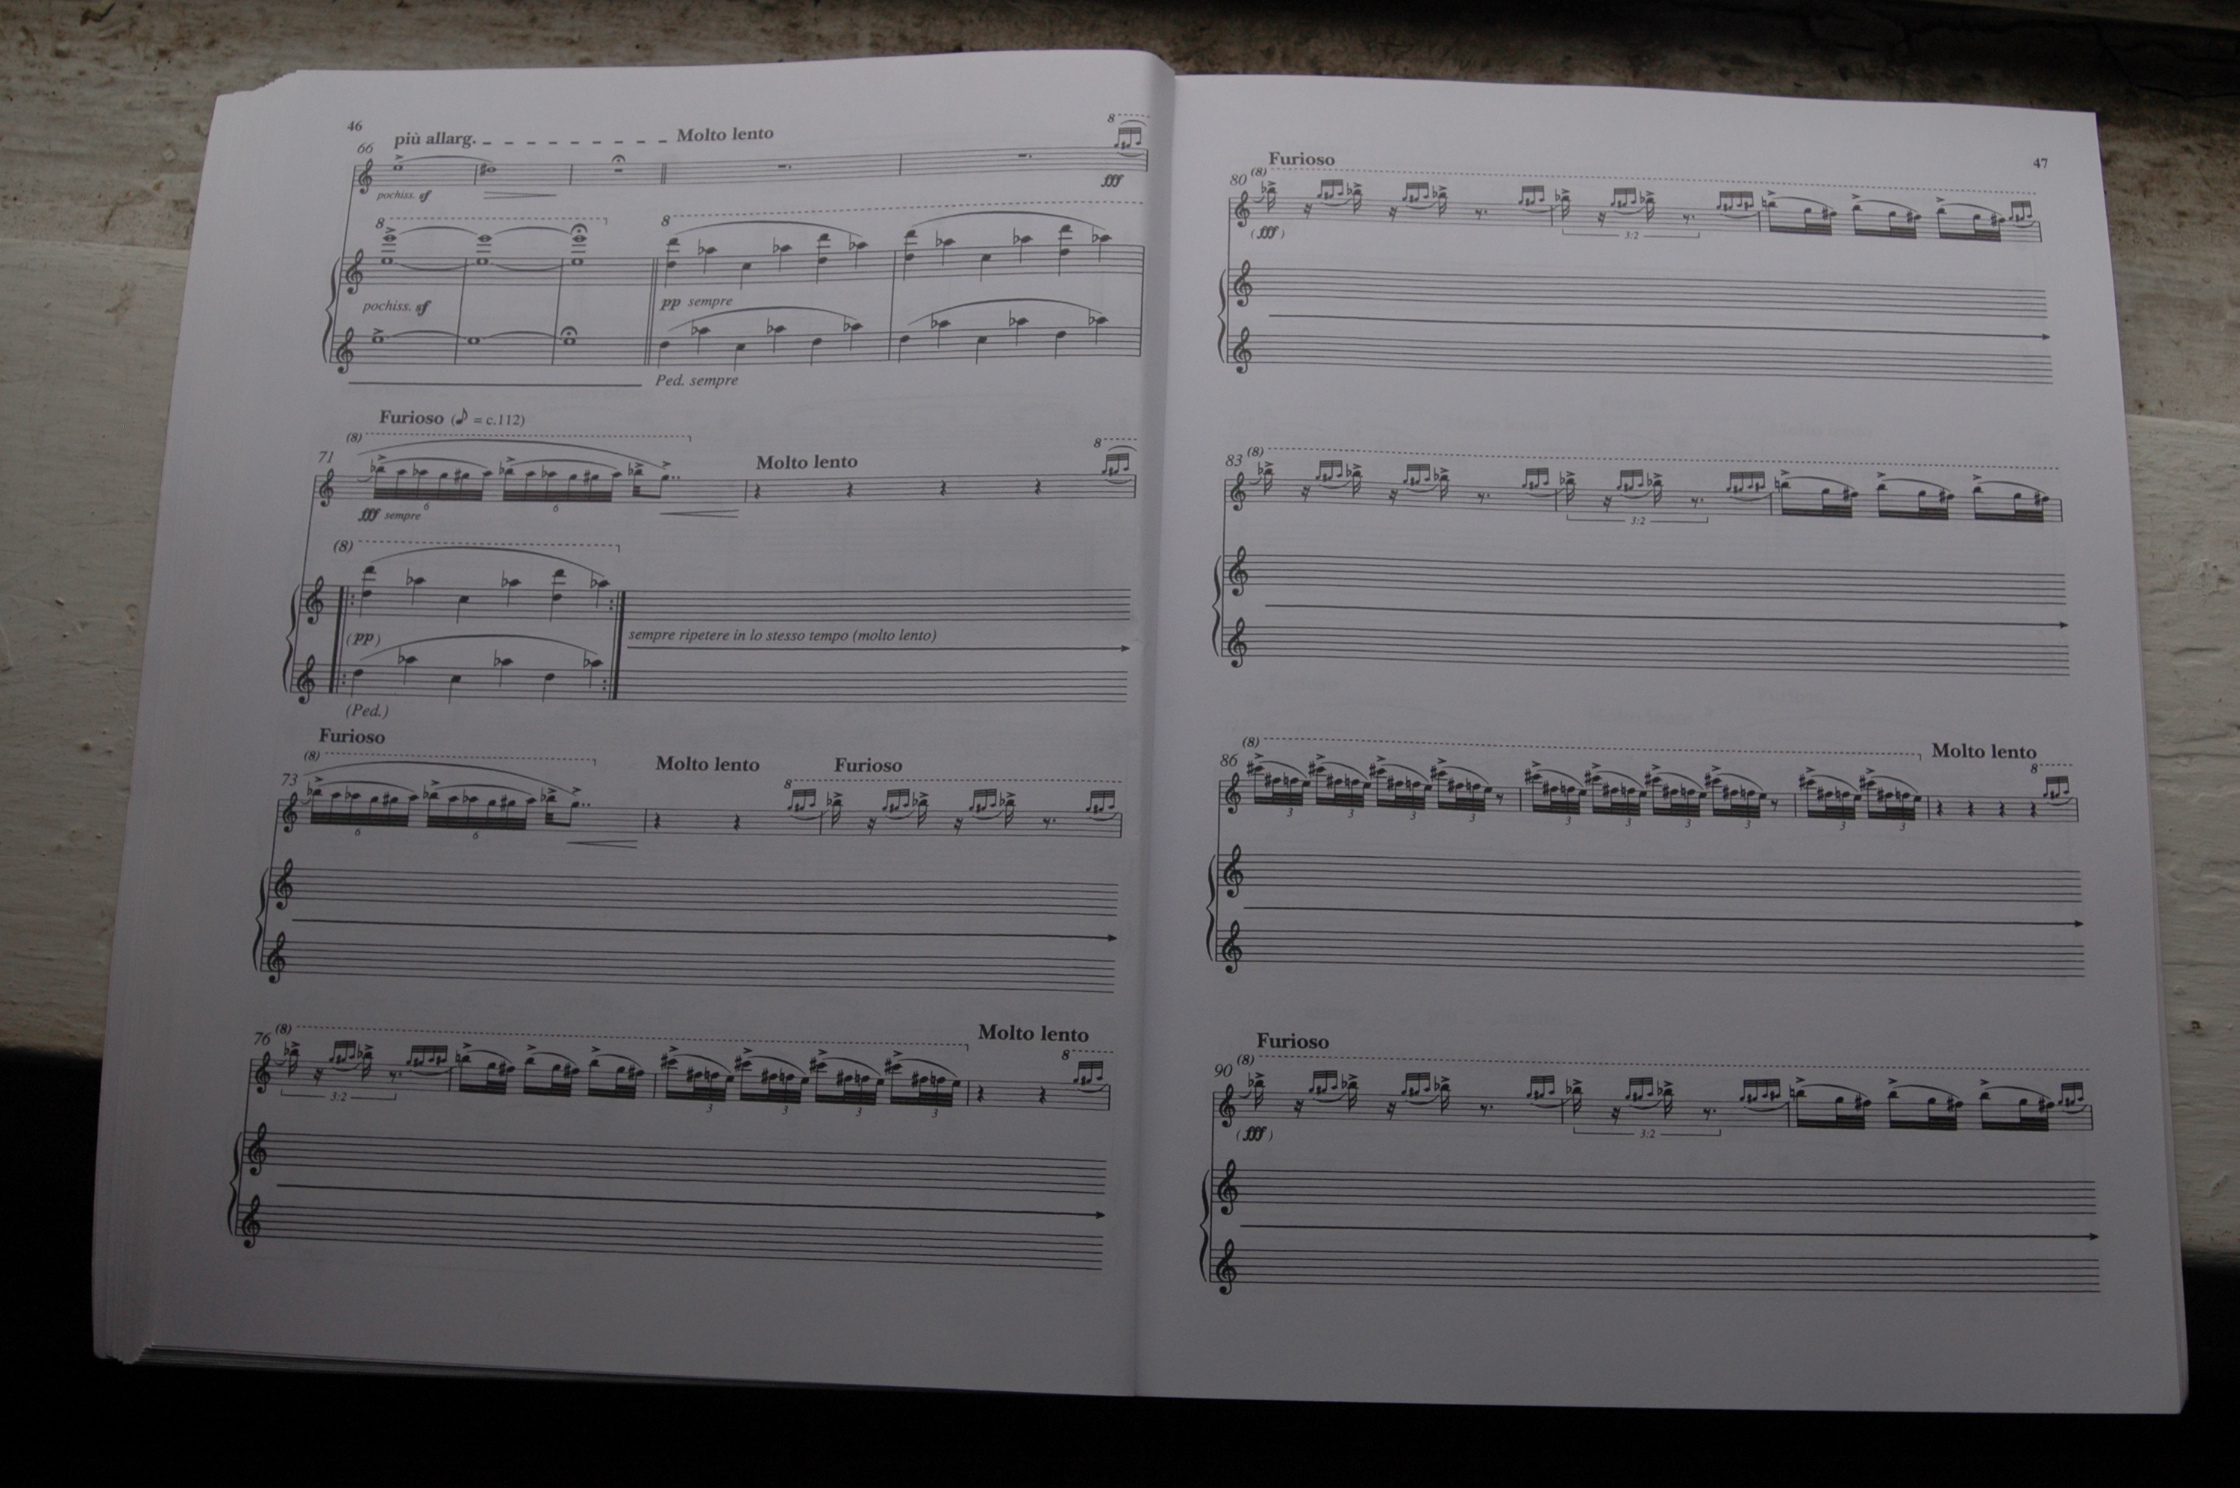 46
più allarg. Molto lento
66
8
pochiss. sf
fff
8
8
pochiss. sf
pp sempre
Ped. sempre
Furioso (♪ = c.112)
(8)
71
Molto lento
8
6
6
fff sempre
(8)
(pp)
sempre ripetere in lo stesso tempo (molto lento)
(Ped.)
Furioso
(8)
73
Molto lento
8
Furioso
6
6
76
(8)
Molto lento
8
3:2
3
3
3
3
Furioso
47
80
(8)
(fff)
3:2
83
(8)
3:2
86
(8)
Molto lento
8
3
3
3
3
3
3
3
3
3
3
Furioso
90
(8)
(fff)
3:2